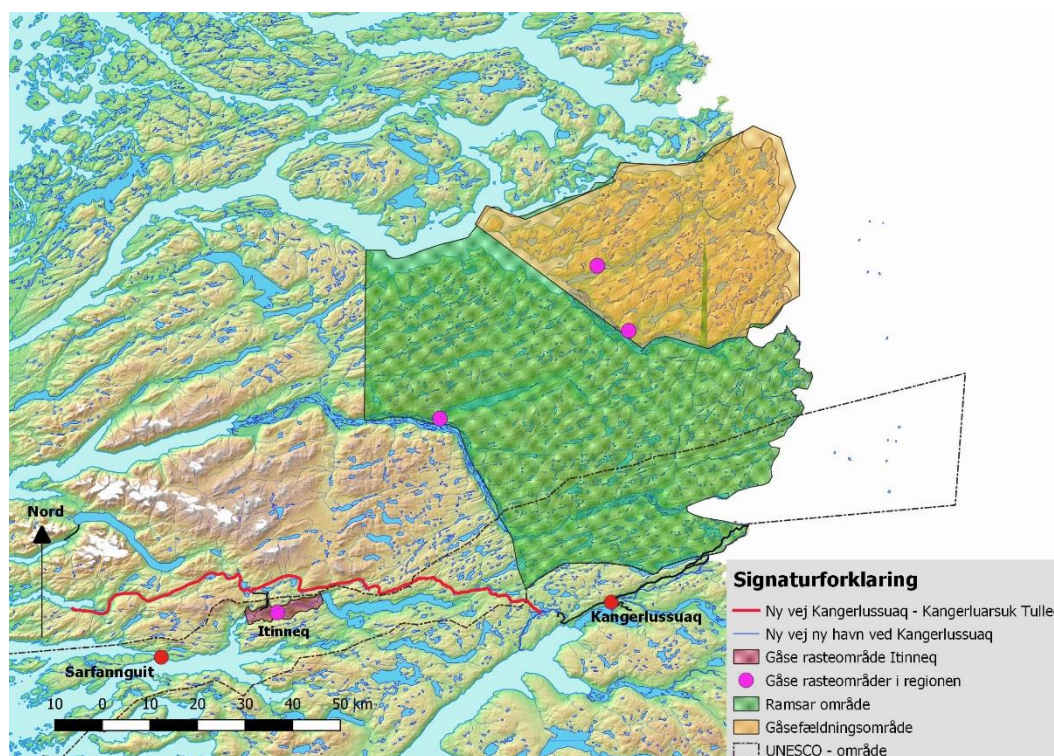 Nord
Itinneq
Kangerlussuaq
Sarfannguit
10 0 10 20 30 40 50 km
Signaturforklaring
Ny vej Kangerlussuaq - Kangerluarsuk Tulle
Ny vej ny havn ved Kangerlussuaq
Gåse rasteområde Itinneq
Gåse rasteområder i regionen
Ramsar område
Gåsefældningsområde
UNESCO - område